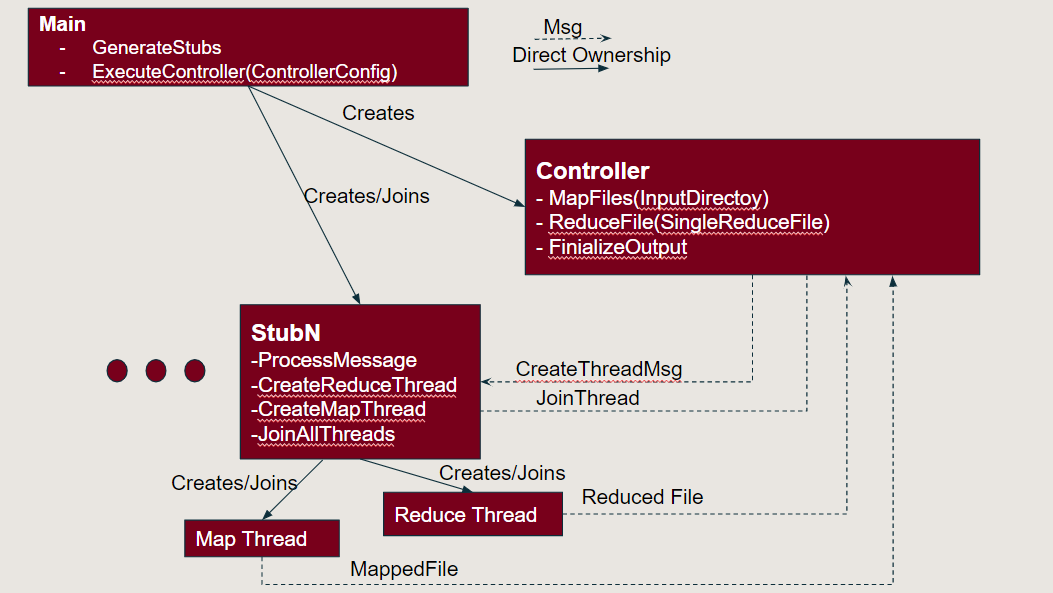 Main
- GenerateStubs
- ExecuteController(ControllerConfig)
Msg
Direct Ownership
Creates
Creates/Joins
Controller
- MapFiles(InputDirectoy)
- ReduceFile(SingleReduceFile)
- FinializeOutput
StubN
-ProcessMessage
-CreateReduceThread
-CreateMapThread
-JoinAllThreads
CreateThreadMsg
JoinThread
Creates/Joins
Creates/Joins
Reduce Thread
Reduced File
Map Thread
MappedFile